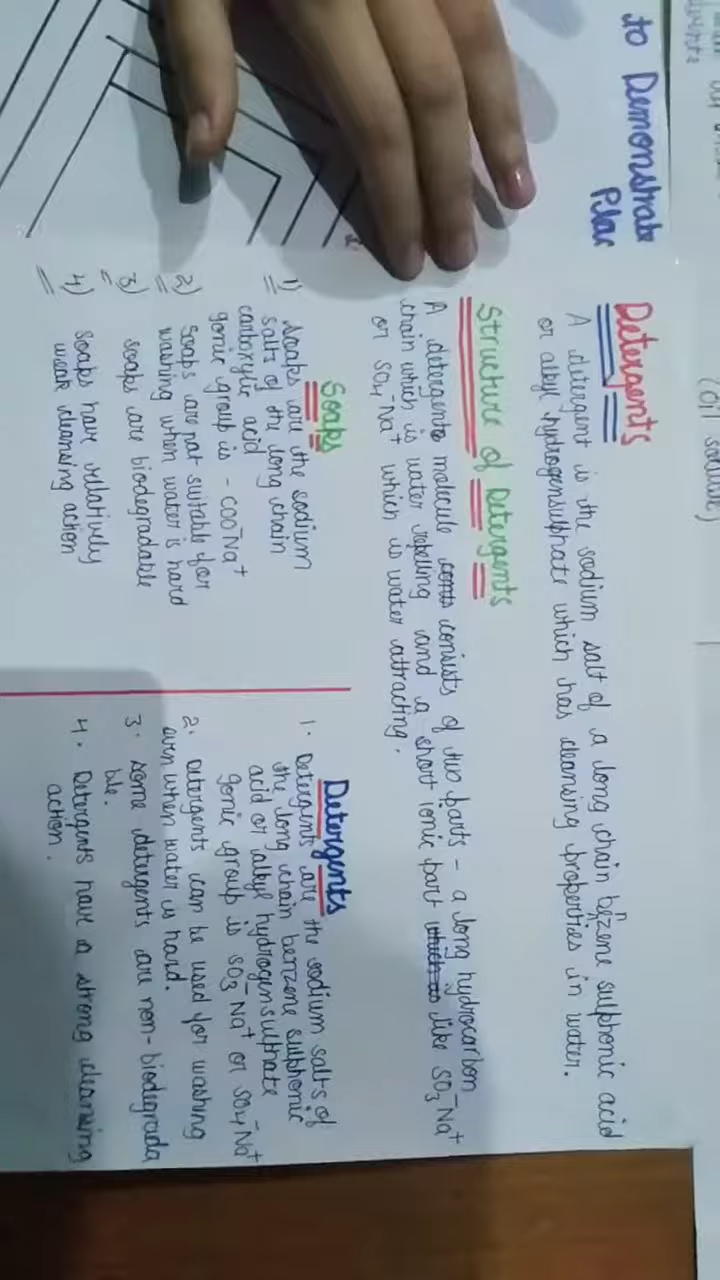 to Demonstrate
Plac
(Oil soluble)
Detergents
A detergent is the sodium salt of a long chain benzene sulphonic acid
or alkyl hydrogensulphate which has cleansing properties in water.
Structure of Detergents
A detergent molecule consists of two parts - a long hydrocarbon
chain which is water repelling and a short ionic part like SO3⁻Na⁺
or SO4⁻Na⁺ which is water attracting.
Soaps
1) Soaps are the sodium
salts of the long chain
carboxylic acid
gonic group is - COO⁻Na⁺
2) Soaps are not suitable for
washing when water is hard
3) soaps are biodegradable
4) soaps have relatively
weak cleansing action
Detergents
1. Detergents are the sodium salts of
the long chain benzene sulphonic
acid or alkyl hydrogensulphate
gonic group is SO3⁻Na⁺ or SO4⁻Na⁺
2. Detergents can be used for washing
even when water is hard.
3. some detergents are non-biodegrada
ble.
4. Detergents have a strong cleansing
action.